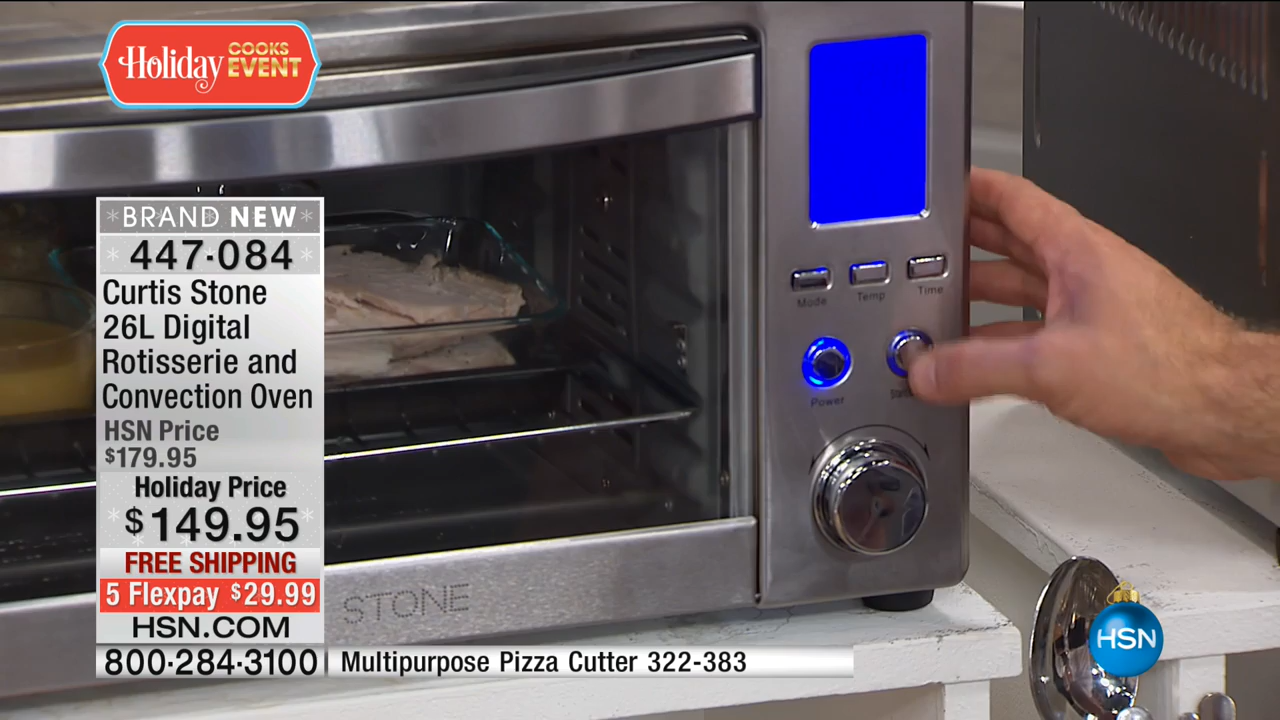 Holiday
COOKS
EVENT
BRAND NEW
447·084
Curtis Stone
26L Digital
Rotisserie and
Convection Oven
HSN Price
$179.95
Holiday Price
$149.95
FREE SHIPPING
5 Flexpay $29.99
HSN.COM
800·284·3100
Multipurpose Pizza Cutter 322-383
STONE
Mode
Temp
Time
Power
HSN